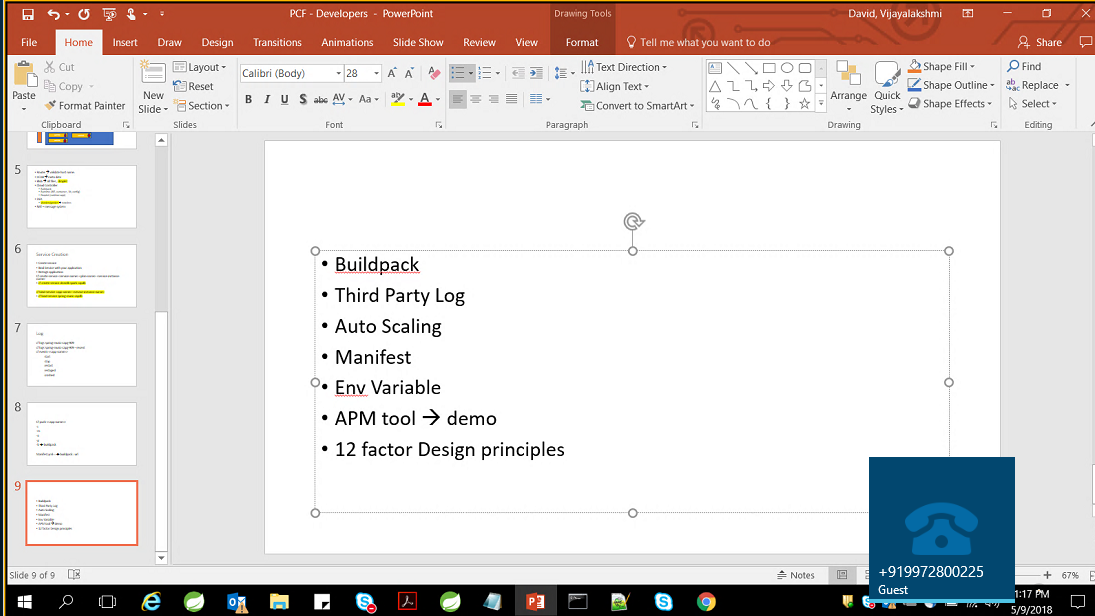 PCF - Developers - PowerPoint
Drawing Tools
David, Vijayalakshmi
File Home Insert Draw Design Transitions Animations Slide Show Review View Format Tell me what you want to do Share
Paste
Cut
Copy
Format Painter
Clipboard
New Slide
Layout
Reset
Section
Slides
Calibri (Body) 28
B I U S abc AV Aa A
Font
Text Direction
Align Text
Convert to SmartArt
Paragraph
Arrange
Quick Styles
Shape Fill
Shape Outline
Shape Effects
Drawing
Find
Replace
Select
Editing
5
6
Service Creation
7
Log
8
9
• Buildpack
• Third Party Log
• Auto Scaling
• Manifest
• Env Variable
• APM tool → demo
• 12 factor Design principles
+919972800225
Guest
Slide 9 of 9
Notes
67%
1:17 PM
5/9/2018